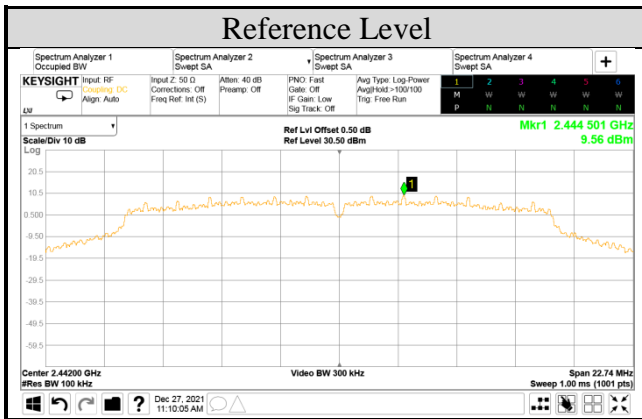 Reference Level
Spectrum Analyzer 1
Occupied BW
Spectrum Analyzer 2
Swept SA
Spectrum Analyzer 3
Swept SA
Spectrum Analyzer 4
Swept SA
+
KEYSIGHT
Input: RF
Coupling: DC
Align: Auto
Input Z: 50 Ω
Corrections: Off
Freq Ref: Int (S)
Atten: 40 dB
Preamp: Off
PNO: Fast
Gate: Off
IF Gain: Low
Sig Track: Off
Avg Type: Log-Power
Avg|Hold:>100/100
Trig: Free Run
1 2 3 4 5 6
M W W W W W
P N N N N N
LXI
1 Spectrum
Scale/Div 10 dB
Log
Ref Lvl Offset 0.50 dB
Ref Level 30.50 dBm
Mkr1 2.444 501 GHz
9.56 dBm
1
20.5
10.5
0.500
-9.50
-19.5
-29.5
-39.5
-49.5
-59.5
Center 2.44200 GHz
#Res BW 100 kHz
Video BW 300 kHz
Span 22.74 MHz
Sweep 1.00 ms (1001 pts)
?
Dec 27, 2021
11:10:05 AM